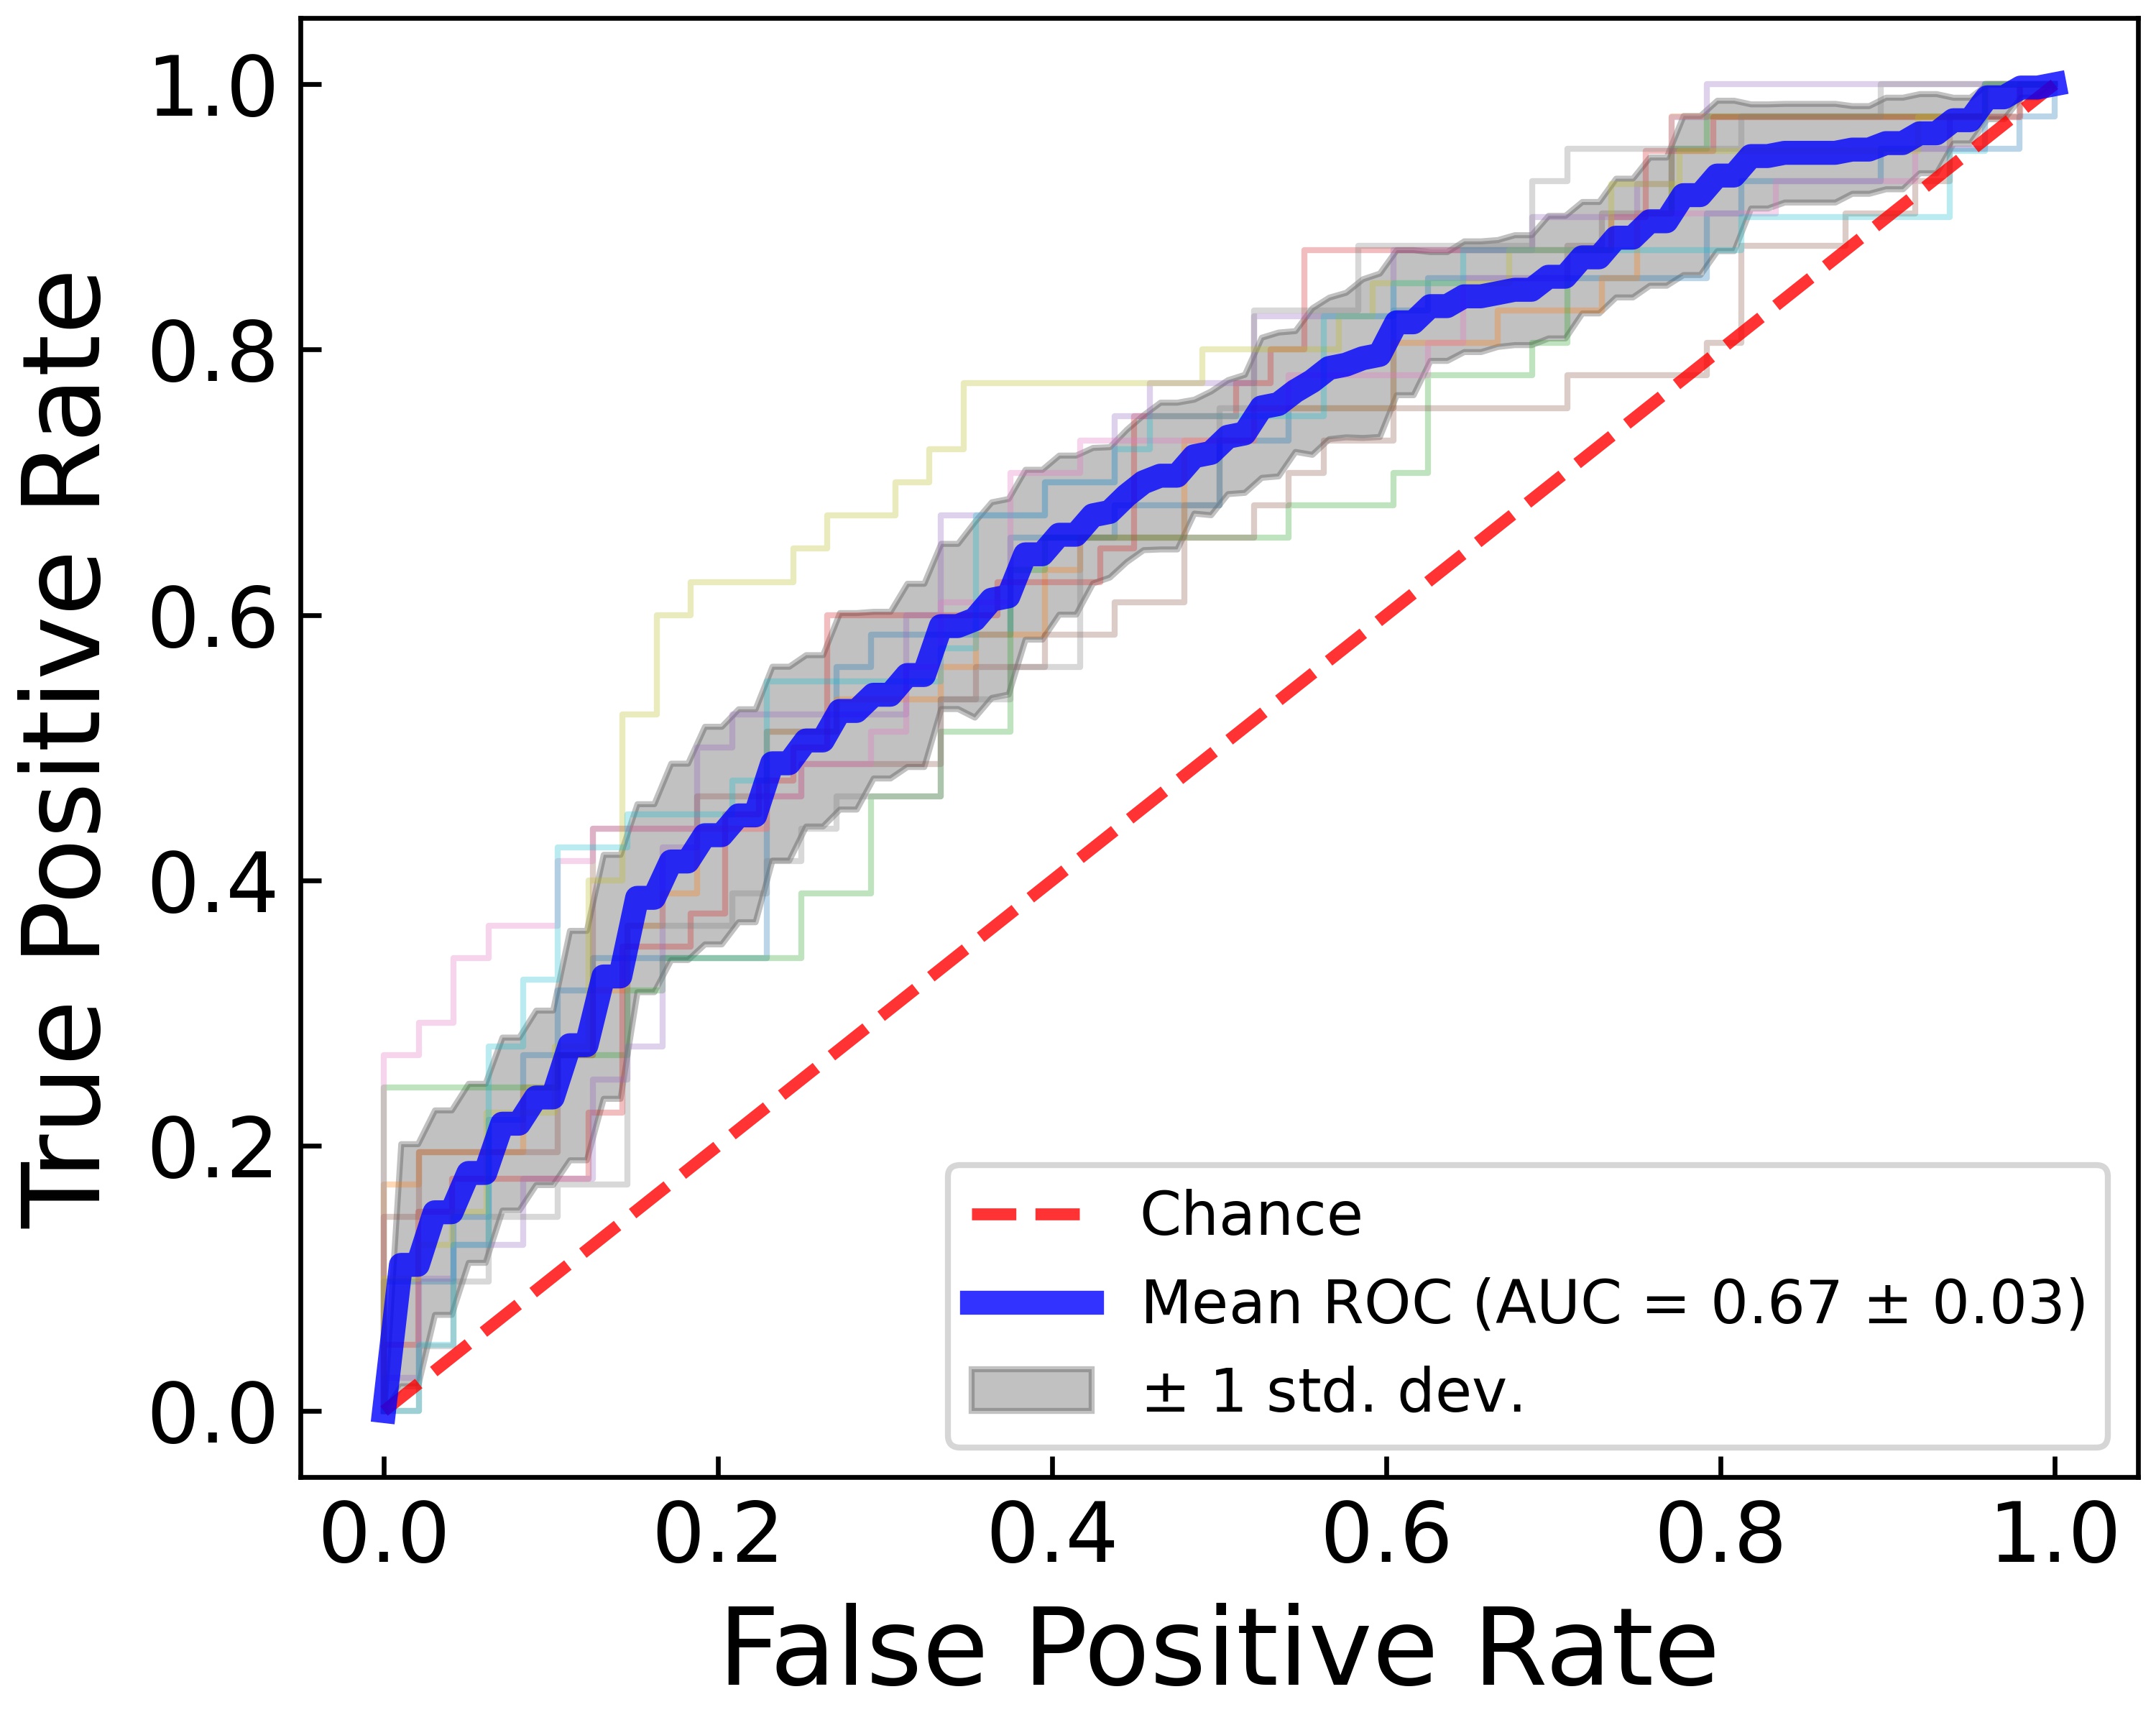 True Positive Rate
1.0
0.8
0.6
0.4
0.2
0.0
Chance
Mean ROC (AUC = 0.67 ± 0.03)
± 1 std. dev.
0.0 0.2 0.4 0.6 0.8 1.0
False Positive Rate